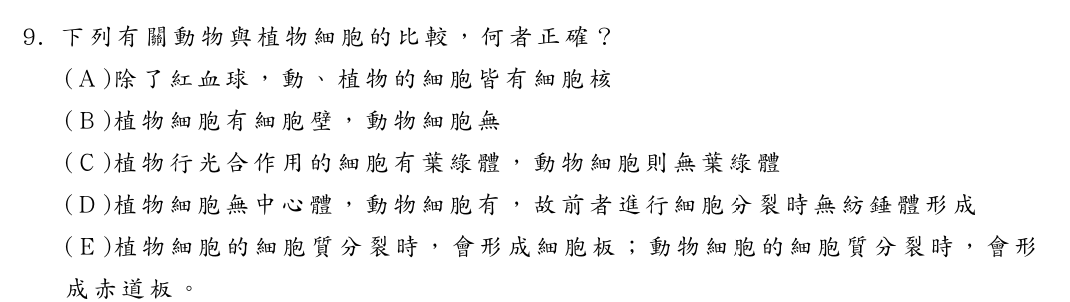 9. 下列有關動物與植物細胞的比較，何者正確？
(A)除了紅血球，動、植物的細胞皆有細胞核
(B)植物細胞有細胞壁，動物細胞無
(C)植物行光合作用的細胞有葉綠體，動物細胞則無葉綠體
(D)植物細胞無中心體，動物細胞有，故前者進行細胞分裂時無紡錘體形成
(E)植物細胞的細胞質分裂時，會形成細胞板；動物細胞的細胞質分裂時，會形
成赤道板。